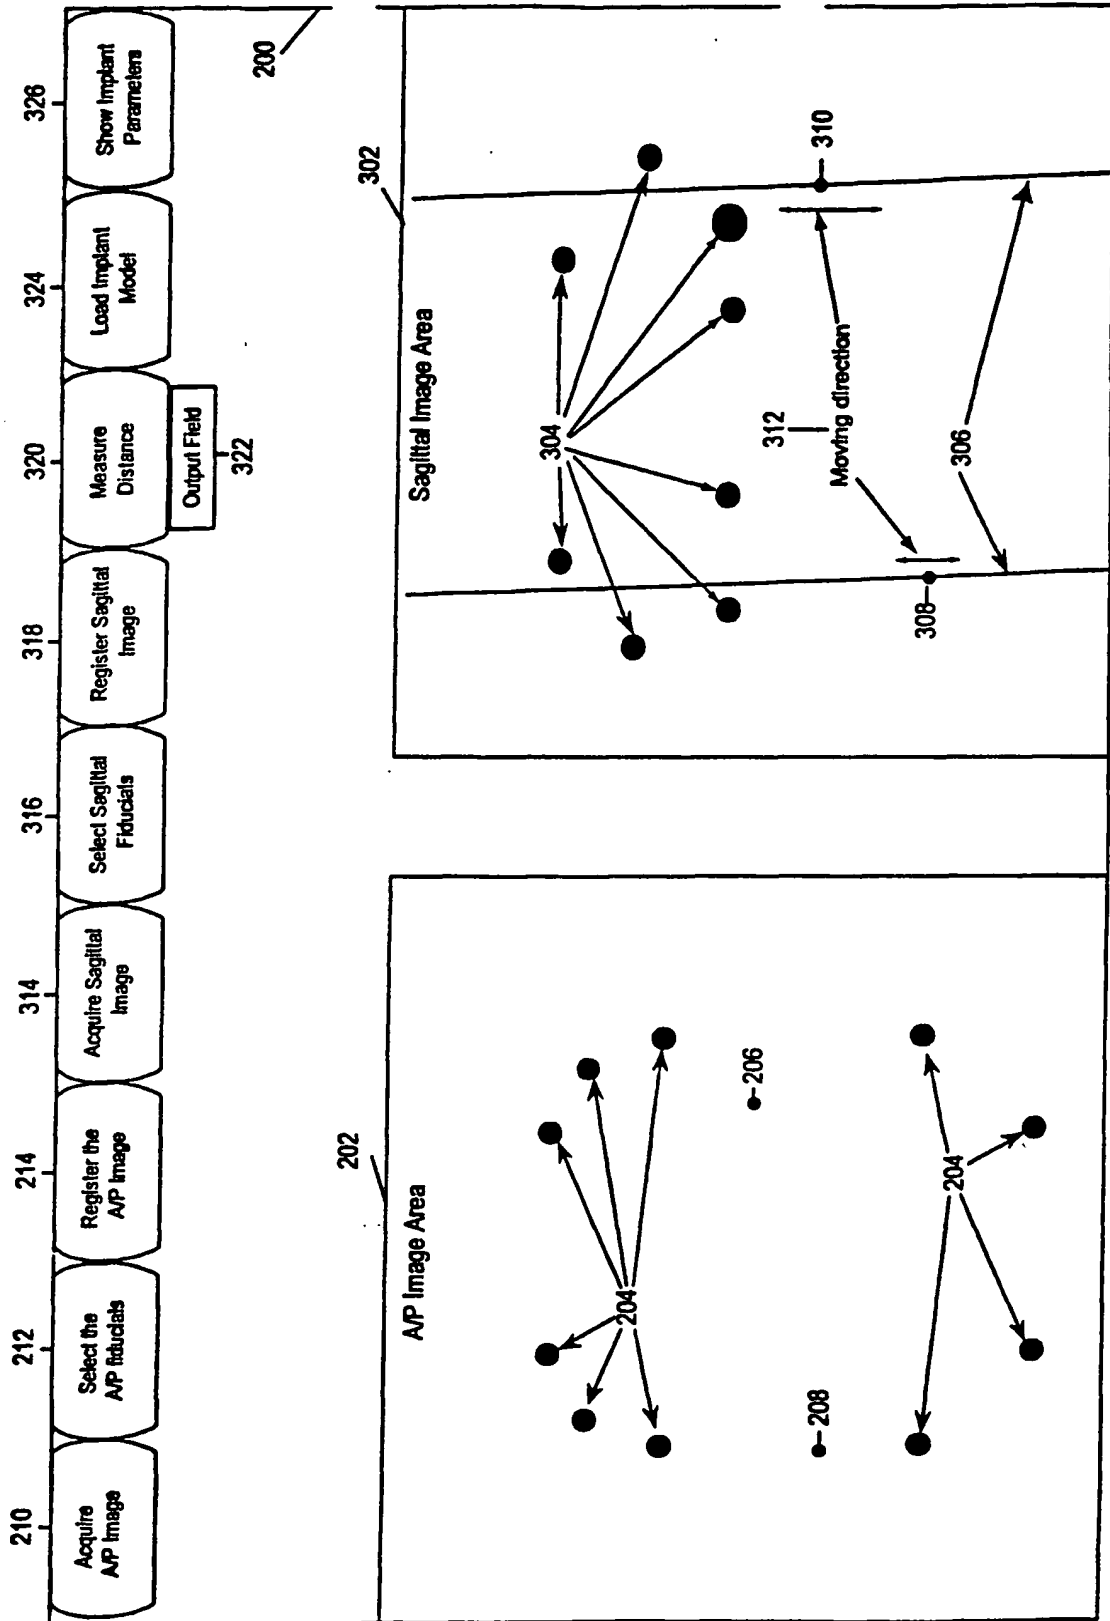 210
212
214
314
316
318
320
324
326
Acquire
A/P Image
Select the
A/P fiducials
Register the
A/P Image
Acquire Sagittal
Image
Select Sagittal
Fiducials
Register Sagittal
Image
Measure
Distance
Load Implant
Model
Show Implant
Parameters
Output Field
322
200
202
A/P Image Area
204
206
208
204
302
Sagittal Image Area
304
310
312
Moving direction
306
308